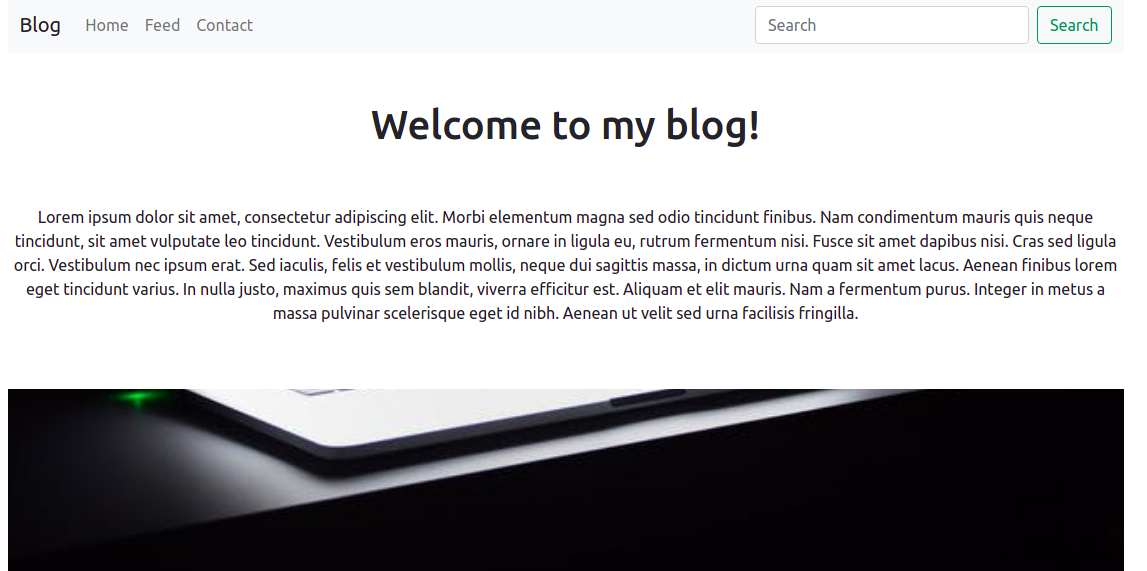 Blog Home Feed Contact Search Search
Welcome to my blog!
Lorem ipsum dolor sit amet, consectetur adipiscing elit. Morbi elementum magna sed odio tincidunt finibus. Nam condimentum mauris quis neque
tincidunt, sit amet vulputate leo tincidunt. Vestibulum eros mauris, ornare in ligula eu, rutrum fermentum nisi. Fusce sit amet dapibus nisi. Cras sed ligula
orci. Vestibulum nec ipsum erat. Sed iaculis, felis et vestibulum mollis, neque dui sagittis massa, in dictum urna quam sit amet lacus. Aenean finibus lorem
eget tincidunt varius. In nulla justo, maximus quis sem blandit, viverra efficitur est. Aliquam et elit mauris. Nam a fermentum purus. Integer in metus a
massa pulvinar scelerisque eget id nibh. Aenean ut velit sed urna facilisis fringilla.